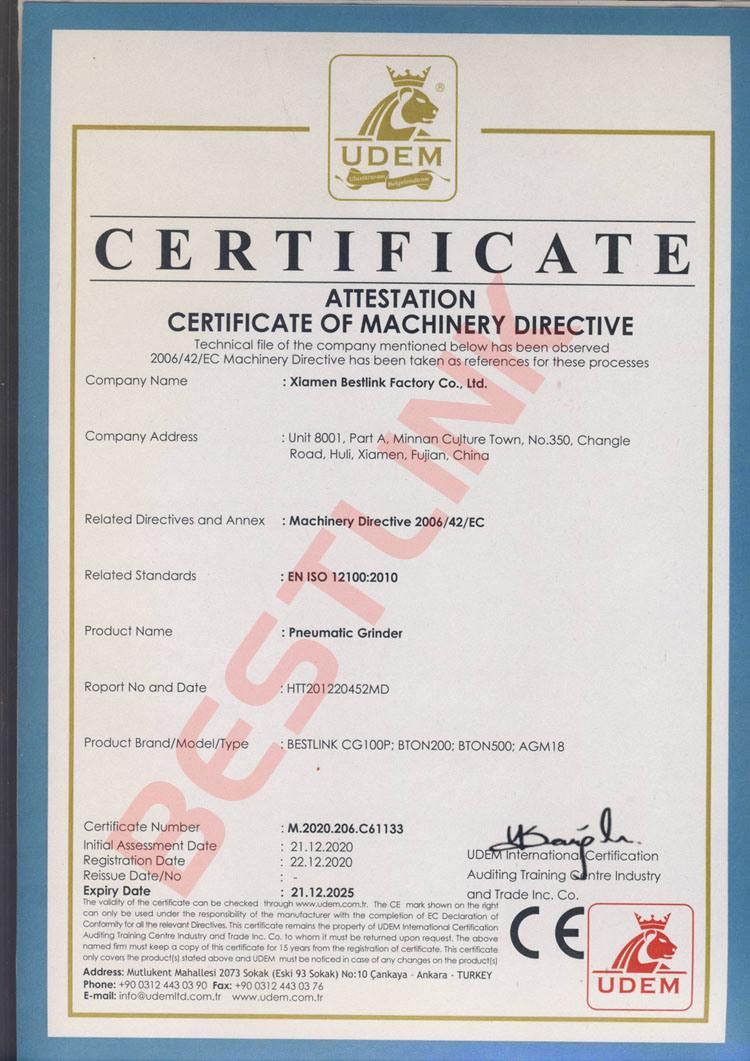 ®
UDEM
Uluslararası Belgelendirme
CERTIFICATE
ATTESTATION
CERTIFICATE OF MACHINERY DIRECTIVE
Technical file of the company mentioned below has been observed
2006/42/EC Machinery Directive has been taken as references for these processes
Company Name : Xiamen Bestlink Factory Co., Ltd.
Company Address : Unit 8001, Part A, Minnan Culture Town, No.350, Changle
Road, Huli, Xiamen, Fujian, China
Related Directives and Annex : Machinery Directive 2006/42/EC
Related Standards : EN ISO 12100:2010
Product Name : Pneumatic Grinder
Roport No and Date : HTT201220452MD
Product Brand/Model/Type : BESTLINK CG100P; BTON200; BTON500; AGM18
BESTLINK
Certificate Number : M.2020.206.C61133
Initial Assessment Date : 21.12.2020
Registration Date : 22.12.2020
Reissue Date/No : -
Expiry Date : 21.12.2025
UDEM International Certification
Auditing Training Centre Industry
and Trade Inc. Co.
The validity of the certificate can be checked through www.udem.com.tr. The CE mark shown on the right
can only be used under the responsibility of the manufacturer with the completion of EC Declaration of
Conformity for all the relevant Directives. This certificate remains the property of UDEM International Certification
Auditing Training Centre Industry and Trade Inc. Co. to whom it must be returned upon request. The above
named firm must keep a copy of this certificate for 15 years from the registration of certificate. This certificate
only covers the product(s) stated above and UDEM must be noticed in case of any changes on the product(s)
Address: Mutlukent Mahallesi 2073 Sokak (Eski 93 Sokak) No:10 Çankaya - Ankara - TURKEY
Phone: +90 0312 443 03 90 Fax: +90 0312 443 03 76
E-mail: info@udemltd.com.tr www.udem.com.tr
CE
UDEM